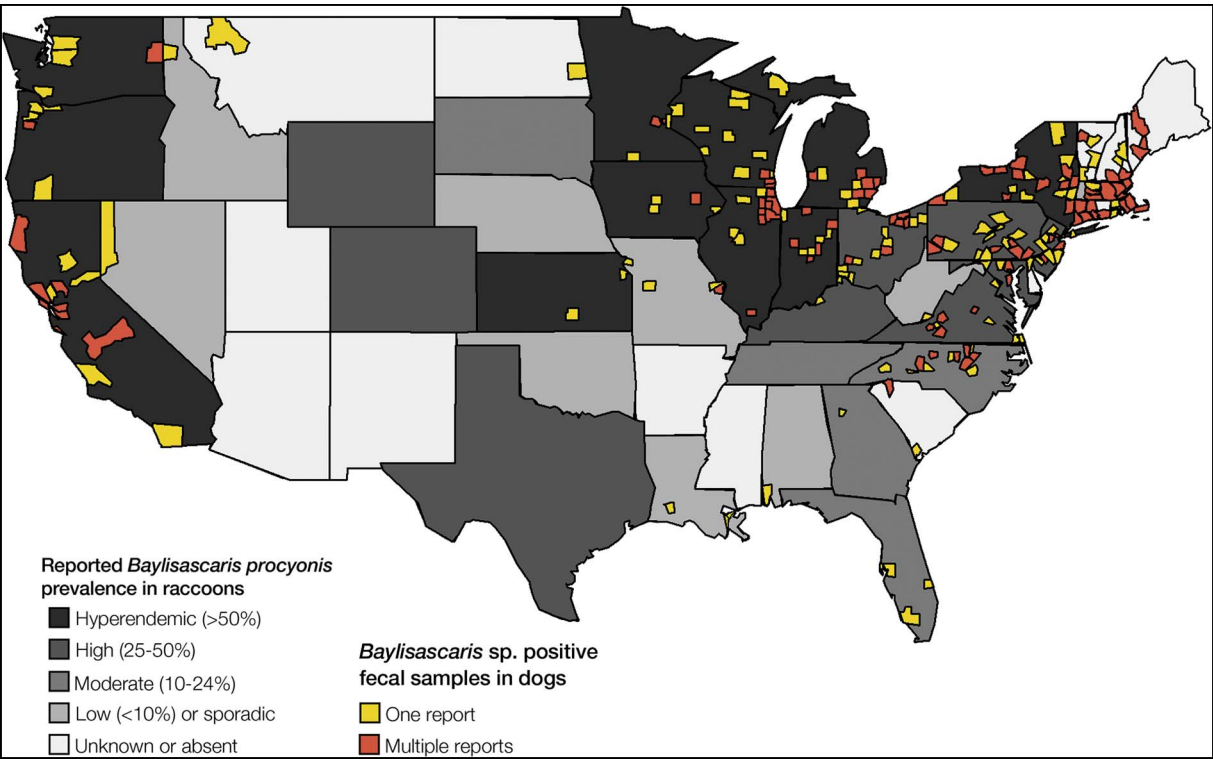 Reported Baylisascaris procyonis
prevalence in raccoons
Hyperendemic (>50%)
High (25-50%)
Moderate (10-24%)
Low (<10%) or sporadic
Unknown or absent
Baylisascaris sp. positive
fecal samples in dogs
One report
Multiple reports